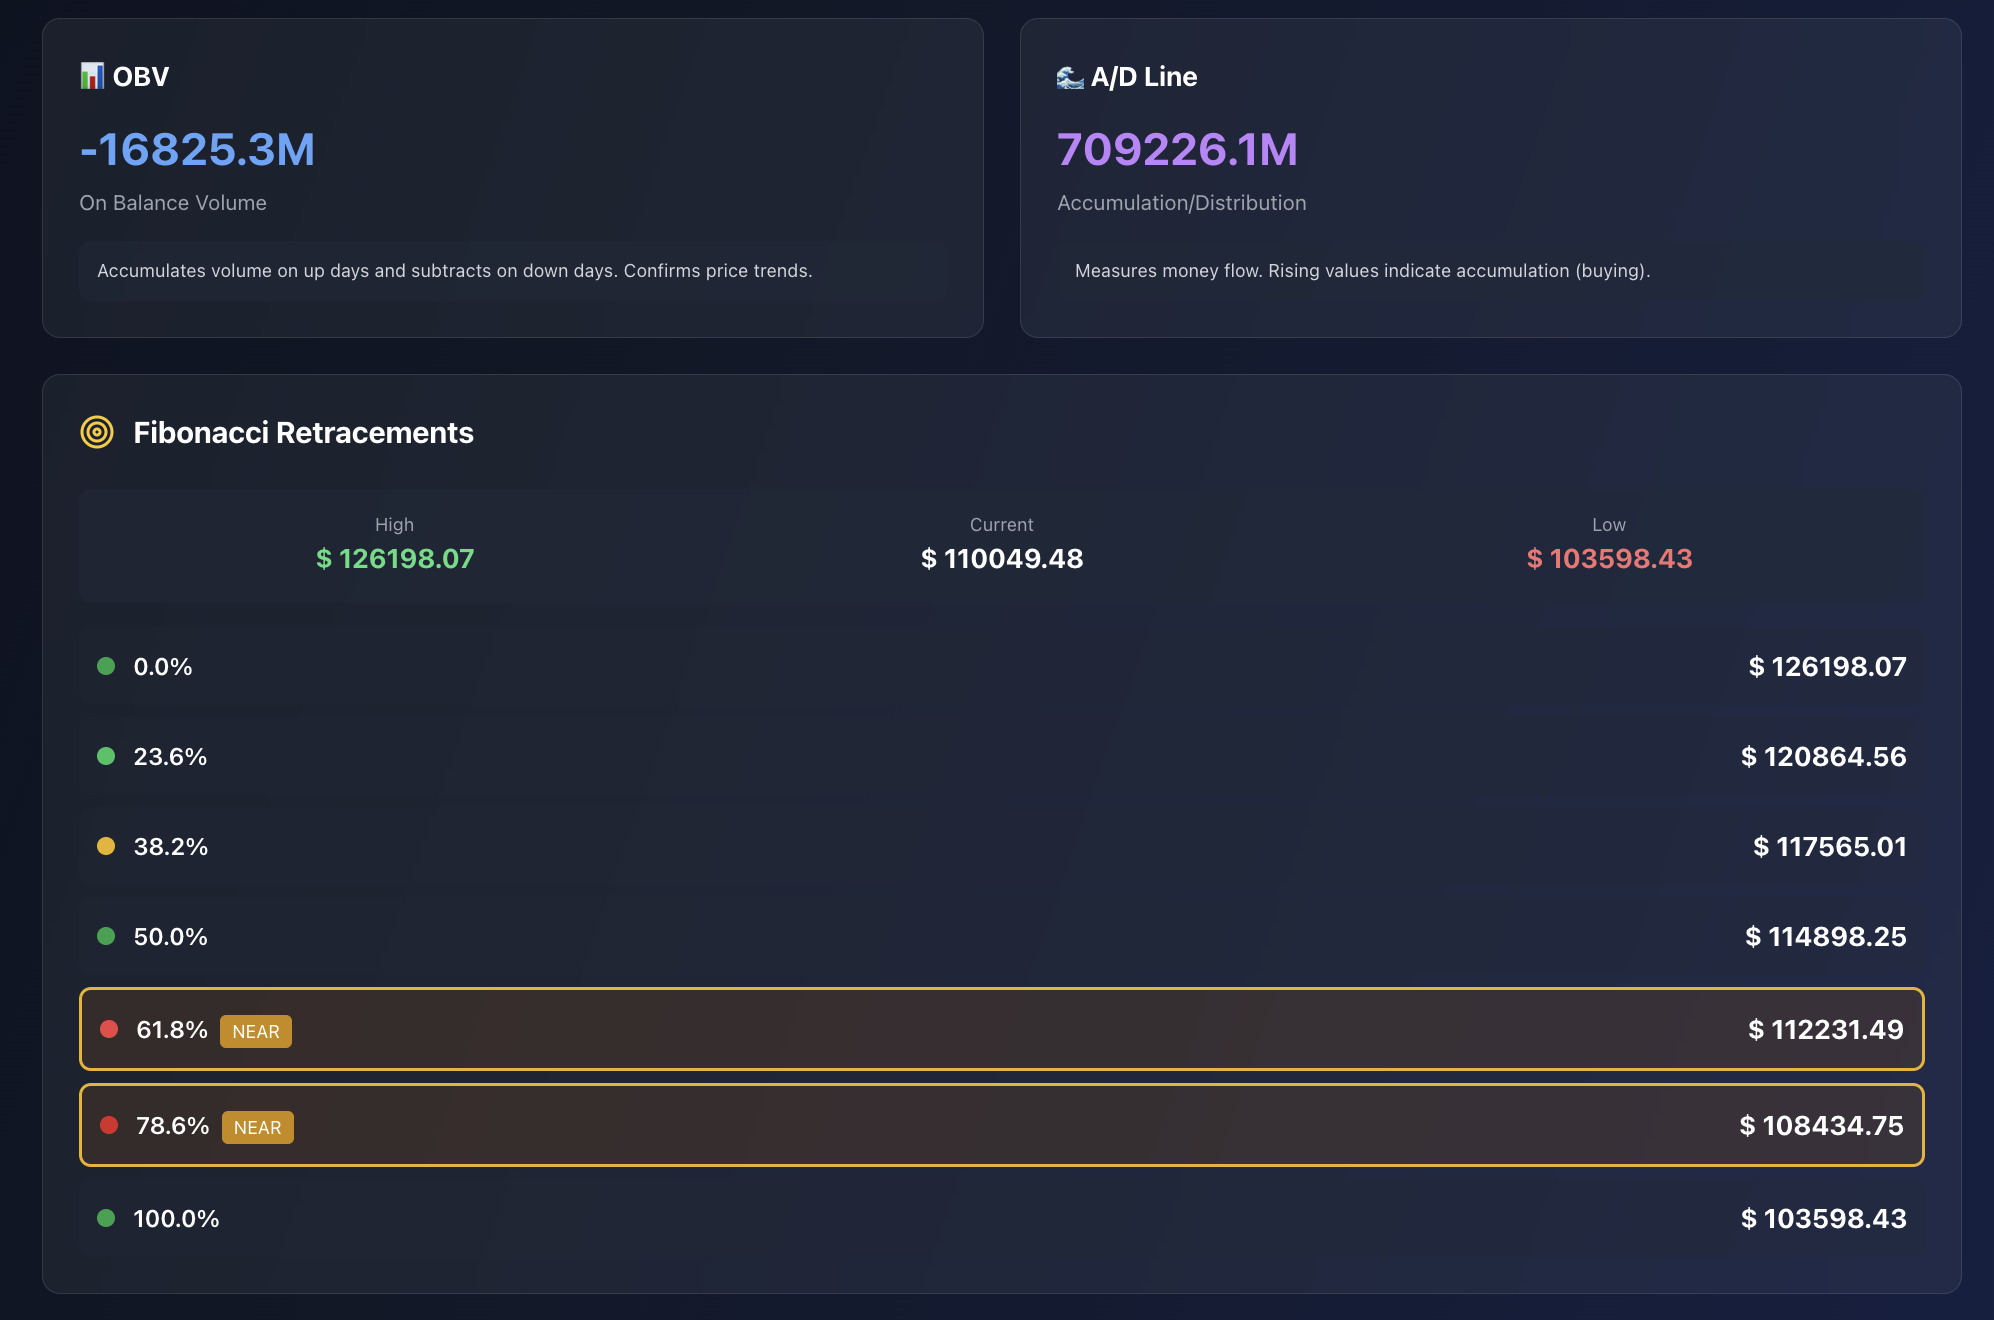 OBV
-16825.3M
On Balance Volume
Accumulates volume on up days and subtracts on down days. Confirms price trends.
A/D Line
709226.1M
Accumulation/Distribution
Measures money flow. Rising values indicate accumulation (buying).
Fibonacci Retracements
High
$ 126198.07
Current
$ 110049.48
Low
$ 103598.43
0.0% $ 126198.07
23.6% $ 120864.56
38.2% $ 117565.01
50.0% $ 114898.25
61.8% NEAR $ 112231.49
78.6% NEAR $ 108434.75
100.0% $ 103598.43